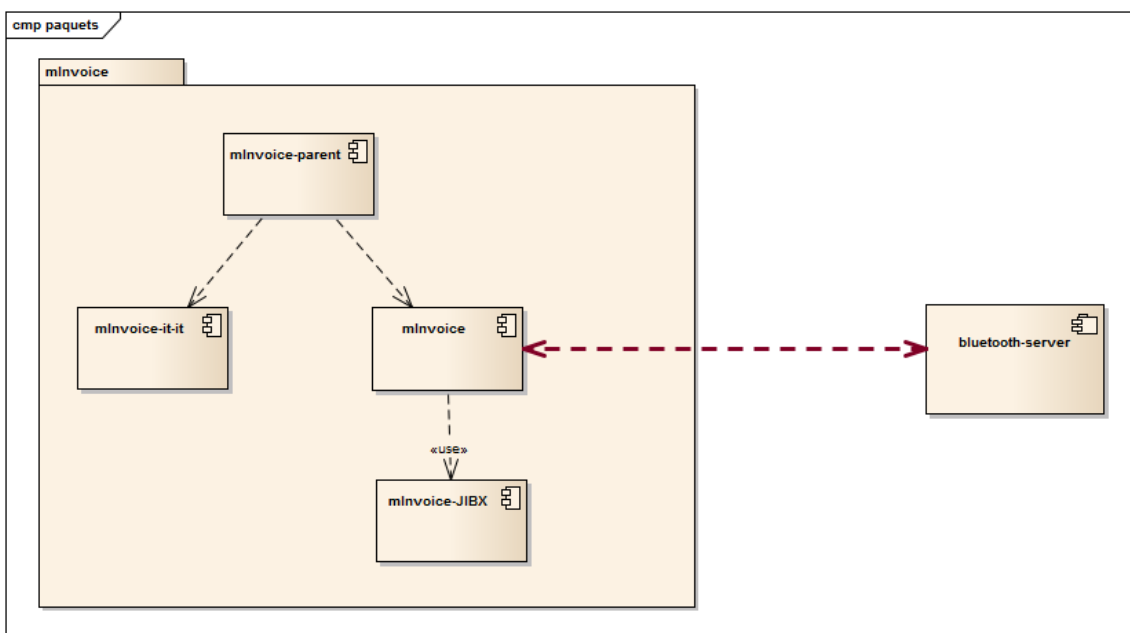 cmp paquets
mInvoice
mInvoice-parent
mInvoice-it-it
mInvoice
bluetooth-server
«use»
mInvoice-JIBX